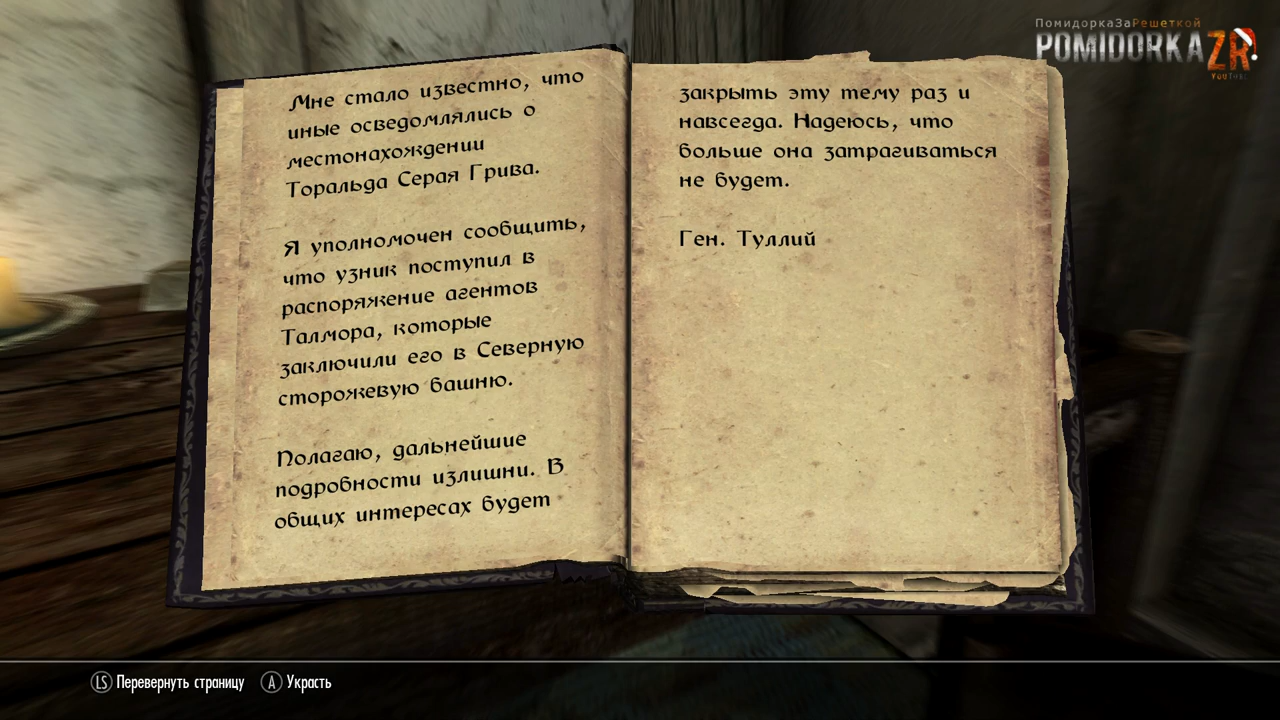 ПомидоркаЗаРешеткой
POMIDORKAZR
YouTube
Мне стало известно, что
иные осведомлялись о
местонахождении
Торальда Серая Грива.
Я уполномочен сообщить,
что узник поступил в
распоряжение агентов
Талмора, которые
заключили его в Северную
сторожевую башню.
Полагаю, дальнейшие
подробности излишни. В
общих интересах будет
закрыть эту тему раз и
навсегда. Надеюсь, что
больше она затрагиваться
не будет.
Ген. Туллий
LS Перевернуть страницу
A Украсть